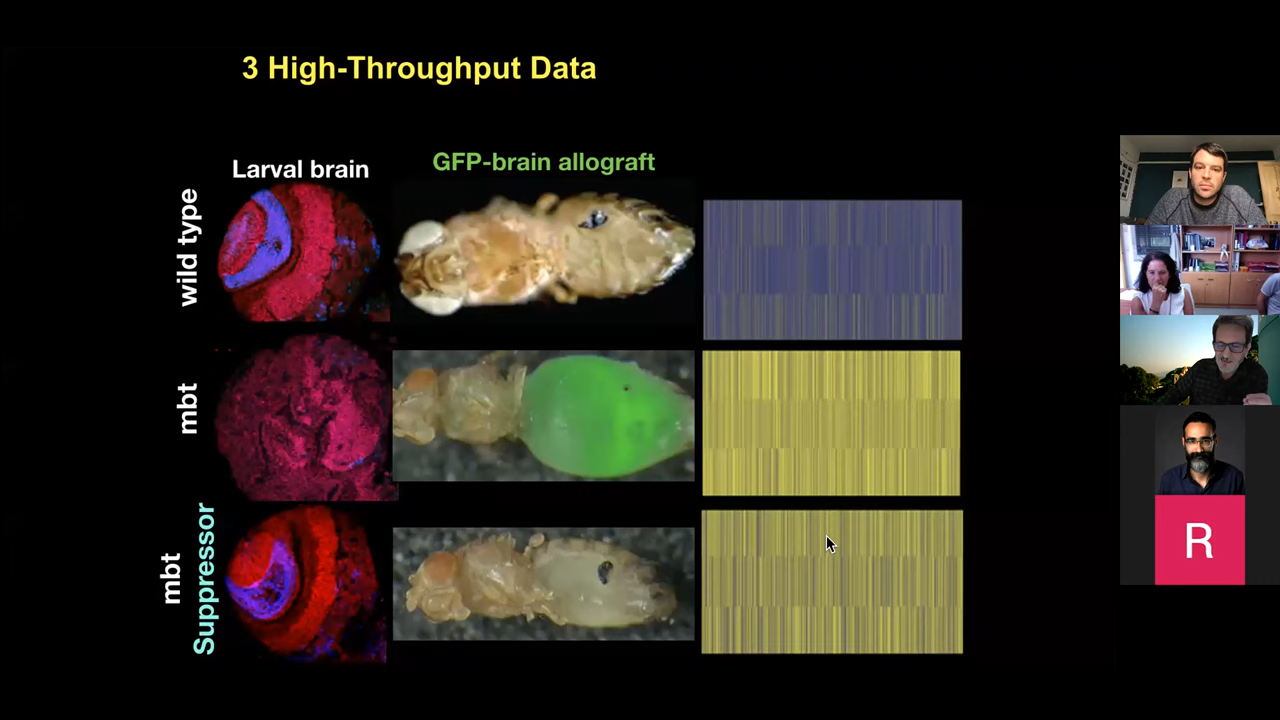 3 High-Throughput Data
Larval brain
GFP-brain allograft
wild type
mbt
mbt
Suppressor
R